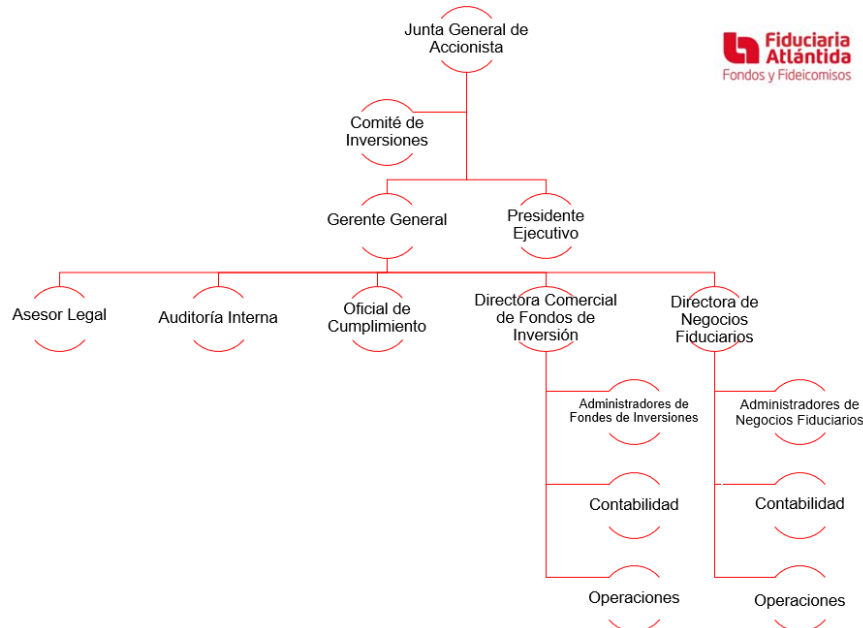 Junta General de
Accionista
Fiduciaria
Atlántida
Fondos y Fideicomisos
Comité de
Inversiones
Gerente General
Presidente
Ejecutivo
Asesor Legal
Auditoría Interna
Oficial de
Cumplimiento
Directora Comercial
de Fondos de
Inversión
Directora de
Negocios
Fiduciarios
Administradores de
Fondes de Inversiones
Administradores de
Negocios Fiduciarios
Contabilidad
Contabilidad
Operaciones
Operaciones